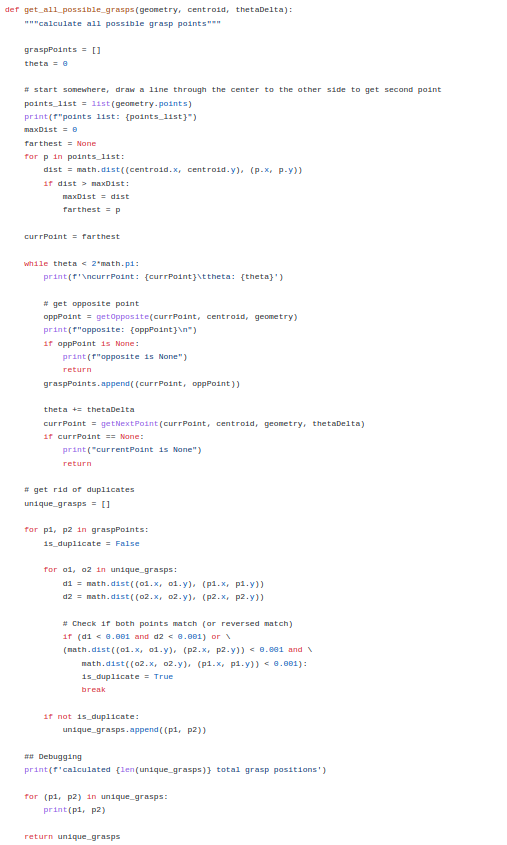 def get_all_possible_grasps(geometry, centroid, thetaDelta):
    """calculate all possible grasp points"""

    graspPoints = []
    theta = 0

    # start somewhere, draw a line through the center to the other side to get second point
    points_list = list(geometry.points)
    print(f"points list: {points_list}")
    maxDist = 0
    farthest = None
    for p in points_list:
        dist = math.dist((centroid.x, centroid.y), (p.x, p.y))
        if dist > maxDist:
            maxDist = dist
            farthest = p

    currPoint = farthest

    while theta < 2*math.pi:
        print(f'\ncurrPoint: {currPoint}\ttheta: {theta}')

        # get opposite point
        oppPoint = getOpposite(currPoint, centroid, geometry)
        print(f"opposite: {oppPoint}\n")
        if oppPoint is None:
            print(f"opposite is None")
            return
        graspPoints.append((currPoint, oppPoint))

        theta += thetaDelta
        currPoint = getNextPoint(currPoint, centroid, geometry, thetaDelta)
        if currPoint == None:
            print("currentPoint is None")
            return

    # get rid of duplicates
    unique_grasps = []

    for p1, p2 in graspPoints:
        is_duplicate = False

        for o1, o2 in unique_grasps:
            d1 = math.dist((o1.x, o1.y), (p1.x, p1.y))
            d2 = math.dist((o2.x, o2.y), (p2.x, p2.y))

            # Check if both points match (or reversed match)
            if (d1 < 0.001 and d2 < 0.001) or \
            (math.dist((o1.x, o1.y), (p2.x, p2.y)) < 0.001 and \
                math.dist((o2.x, o2.y), (p1.x, p1.y)) < 0.001):
                is_duplicate = True
                break

        if not is_duplicate:
            unique_grasps.append((p1, p2))

    ## Debugging
    print(f'calculated {len(unique_grasps)} total grasp positions')

    for (p1, p2) in unique_grasps:
        print(p1, p2)

    return unique_grasps